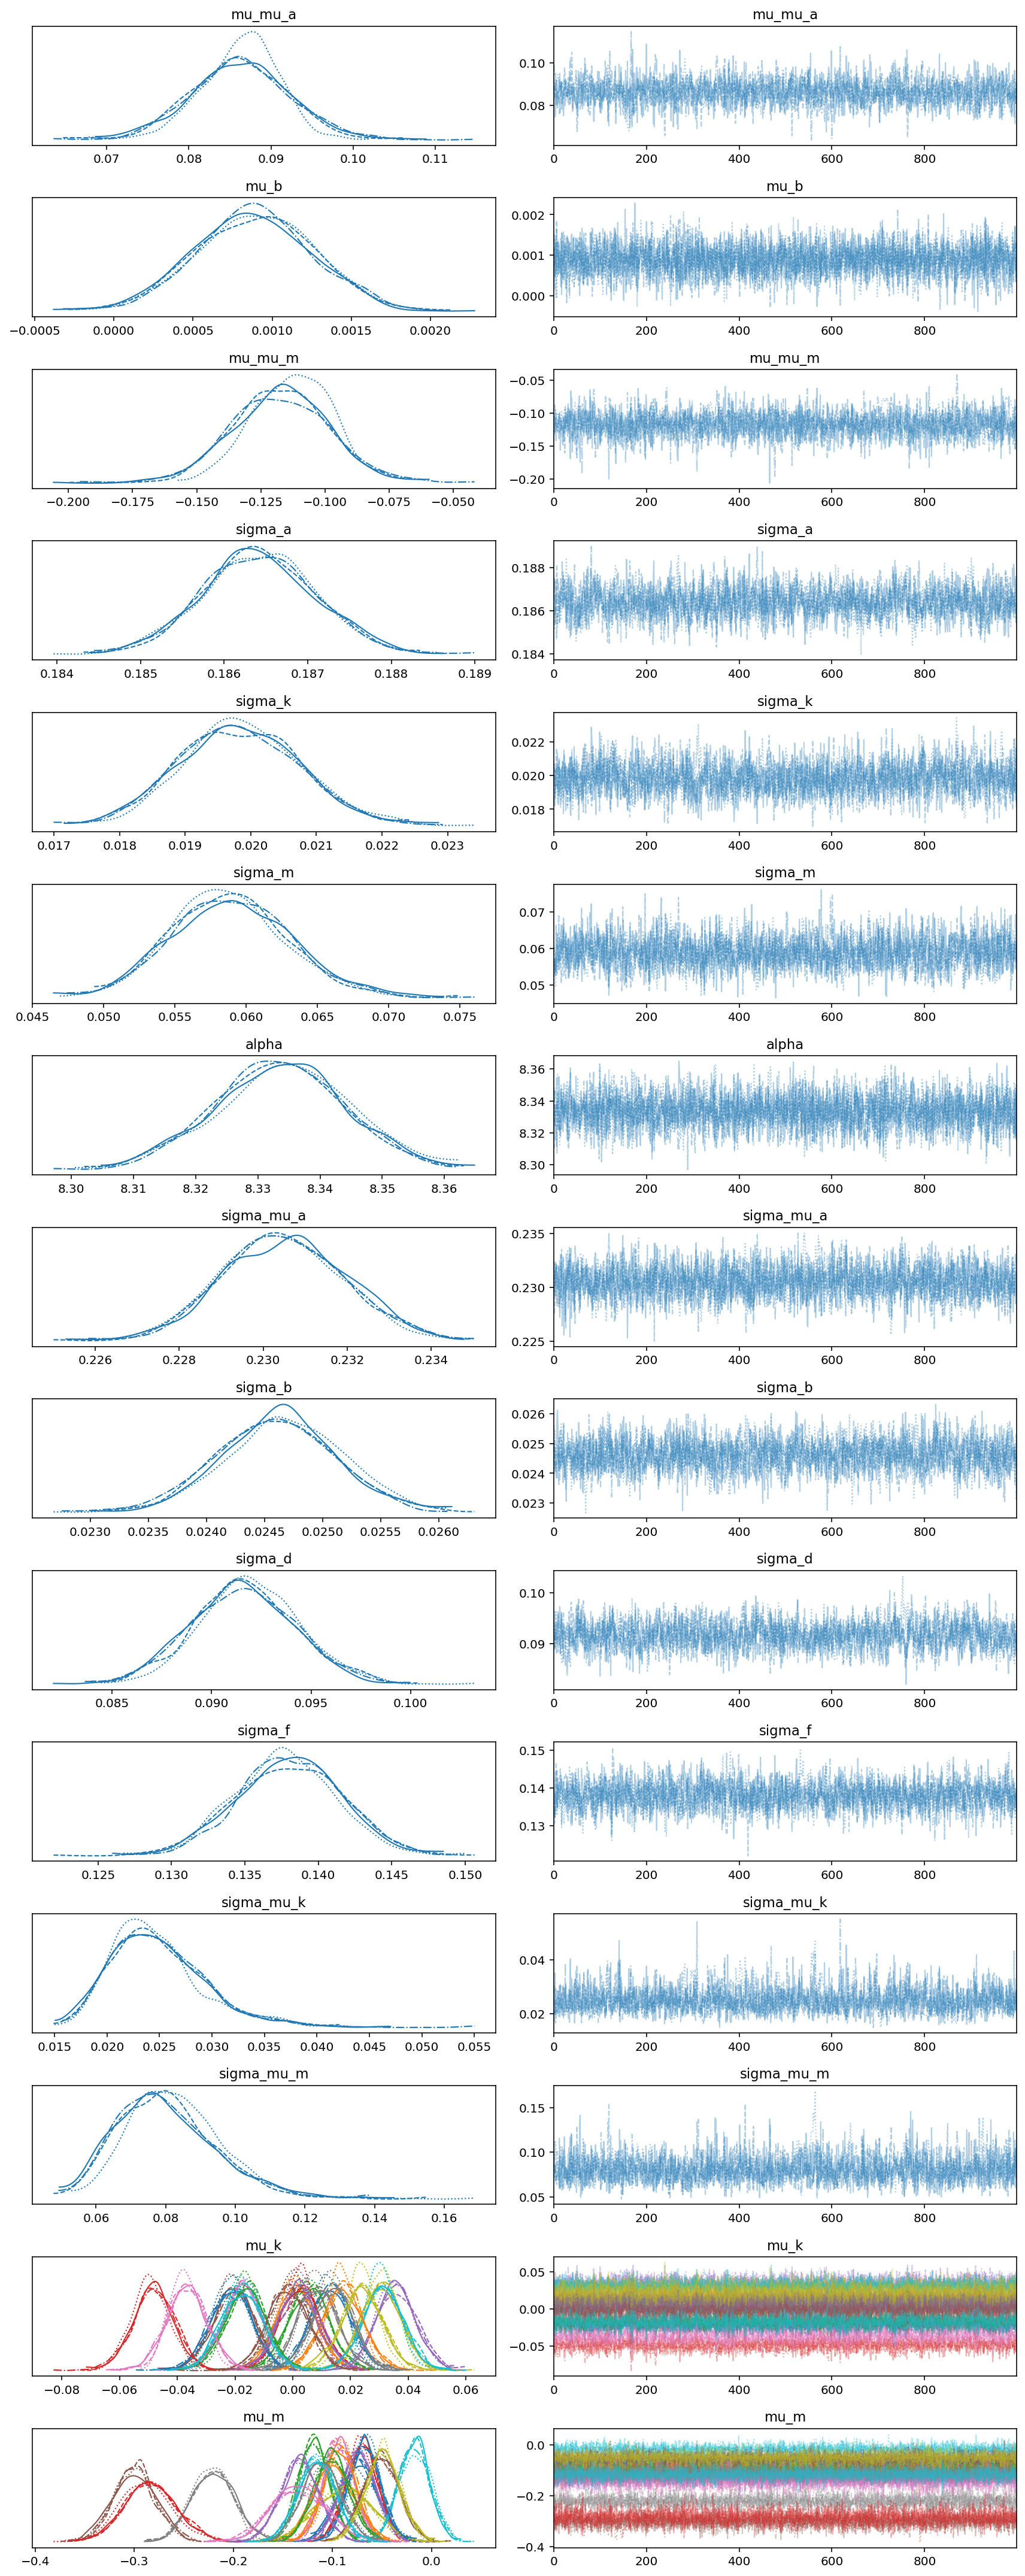 mu_mu_a mu_mu_a
0.10
0.08
0.07 0.08 0.09 0.10 0.11 0 200 400 600 800
mu_b mu_b
0.002
0.001
0.000
−0.0005 0.0000 0.0005 0.0010 0.0015 0.0020 0 200 400 600 800
mu_mu_m mu_mu_m
−0.05
−0.10
−0.15
−0.20
−0.200 −0.175 −0.150 −0.125 −0.100 −0.075 −0.050 0 200 400 600 800
sigma_a sigma_a
0.188
0.186
0.184
0.184 0.185 0.186 0.187 0.188 0.189 0 200 400 600 800
sigma_k sigma_k
0.022
0.020
0.018
0.017 0.018 0.019 0.020 0.021 0.022 0.023 0 200 400 600 800
sigma_m sigma_m
0.07
0.06
0.05
0.045 0.050 0.055 0.060 0.065 0.070 0.075 0 200 400 600 800
alpha alpha
8.36
8.34
8.32
8.30
8.30 8.31 8.32 8.33 8.34 8.35 8.36 0 200 400 600 800
sigma_mu_a sigma_mu_a
0.235
0.230
0.225
0.226 0.228 0.230 0.232 0.234 0 200 400 600 800
sigma_b sigma_b
0.026
0.025
0.024
0.023
0.0230 0.0235 0.0240 0.0245 0.0250 0.0255 0.0260 0 200 400 600 800
sigma_d sigma_d
0.10
0.09
0.085 0.090 0.095 0.100 0 200 400 600 800
sigma_f sigma_f
0.15
0.14
0.13
0.125 0.130 0.135 0.140 0.145 0.150 0 200 400 600 800
sigma_mu_k sigma_mu_k
0.04
0.02
0.015 0.020 0.025 0.030 0.035 0.040 0.045 0.050 0.055 0 200 400 600 800
sigma_mu_m sigma_mu_m
0.15
0.10
0.05
0.06 0.08 0.10 0.12 0.14 0.16 0 200 400 600 800
mu_k mu_k
0.05
0.00
−0.05
−0.08 −0.06 −0.04 −0.02 0.00 0.02 0.04 0.06 0 200 400 600 800
mu_m mu_m
0.0
−0.2
−0.4
−0.4 −0.3 −0.2 −0.1 0.0 0 200 400 600 800